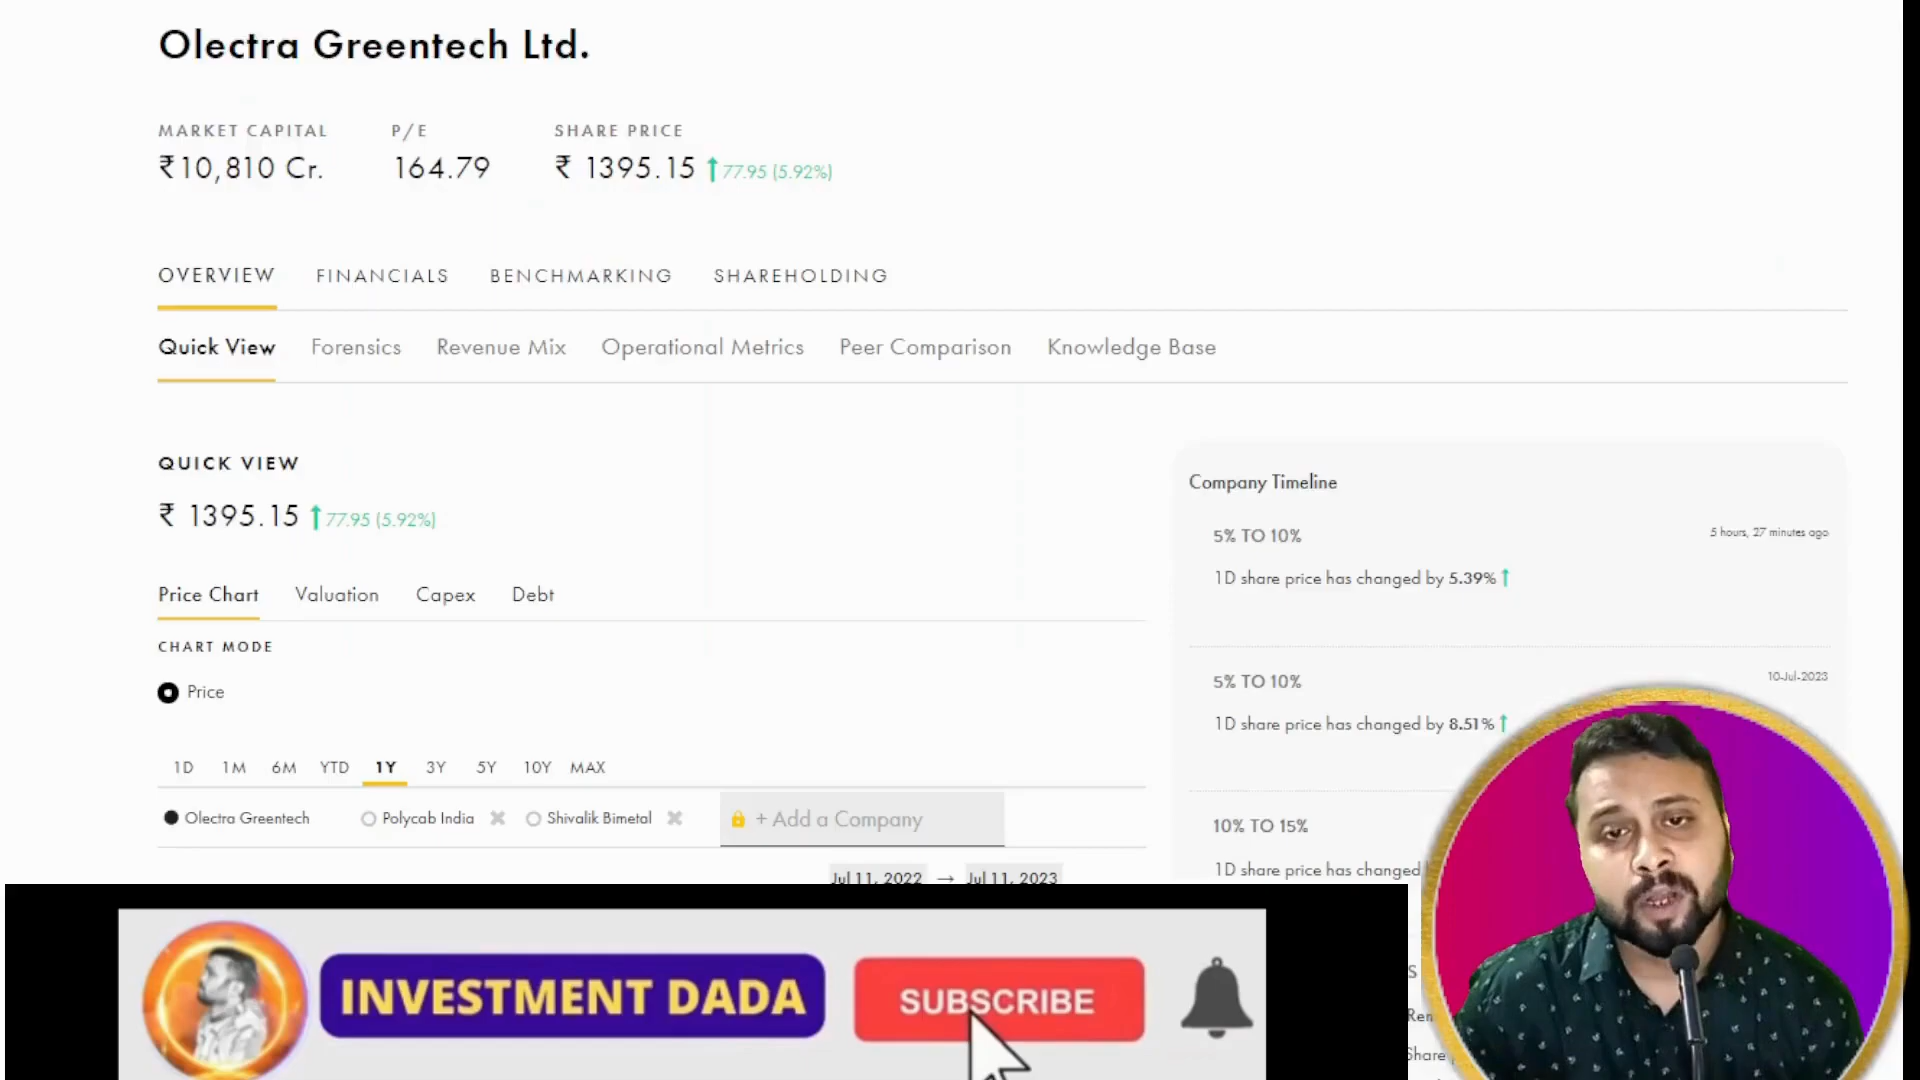 Olectra Greentech Ltd.
MARKET CAPITAL P/E SHARE PRICE
₹10,810 Cr. 164.79 ₹ 1395.15 ↑ 77.95 (5.92%)
OVERVIEW FINANCIALS BENCHMARKING SHAREHOLDING
Quick View Forensics Revenue Mix Operational Metrics Peer Comparison Knowledge Base
QUICK VIEW
₹ 1395.15 ↑ 77.95 (5.92%)
Price Chart Valuation Capex Debt
CHART MODE
Price
1D 1M 6M YTD 1Y 3Y 5Y 10Y MAX
Olectra Greentech Polycab India Shivalik Bimetal + Add a Company
Jul 11, 2022 → Jul 11, 2023
Company Timeline
5% TO 10% 5 hours, 27 minutes ago
1D share price has changed by 5.39% ↑
5% TO 10% 10-Jul-2023
1D share price has changed by 8.51% ↑
10% TO 15%
1D share price has changed
INVESTMENT DADA SUBSCRIBE